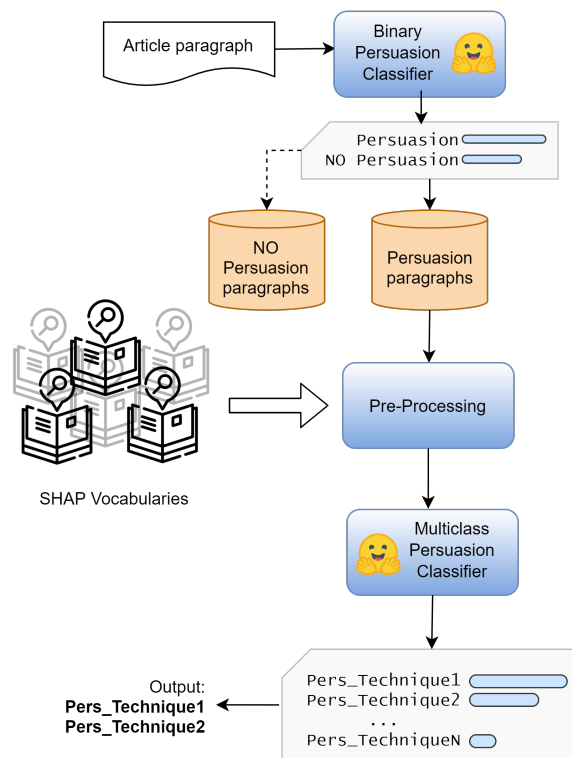 Article paragraph
Binary
Persuasion
Classifier
Persuasion
NO Persuasion
NO
Persuasion
paragraphs
Persuasion
paragraphs
Pre-Processing
SHAP Vocabularies
Multiclass
Persuasion
Classifier
Pers_Technique1
Pers_Technique2
...
Pers_TechniqueN
Output:
Pers_Technique1
Pers_Technique2